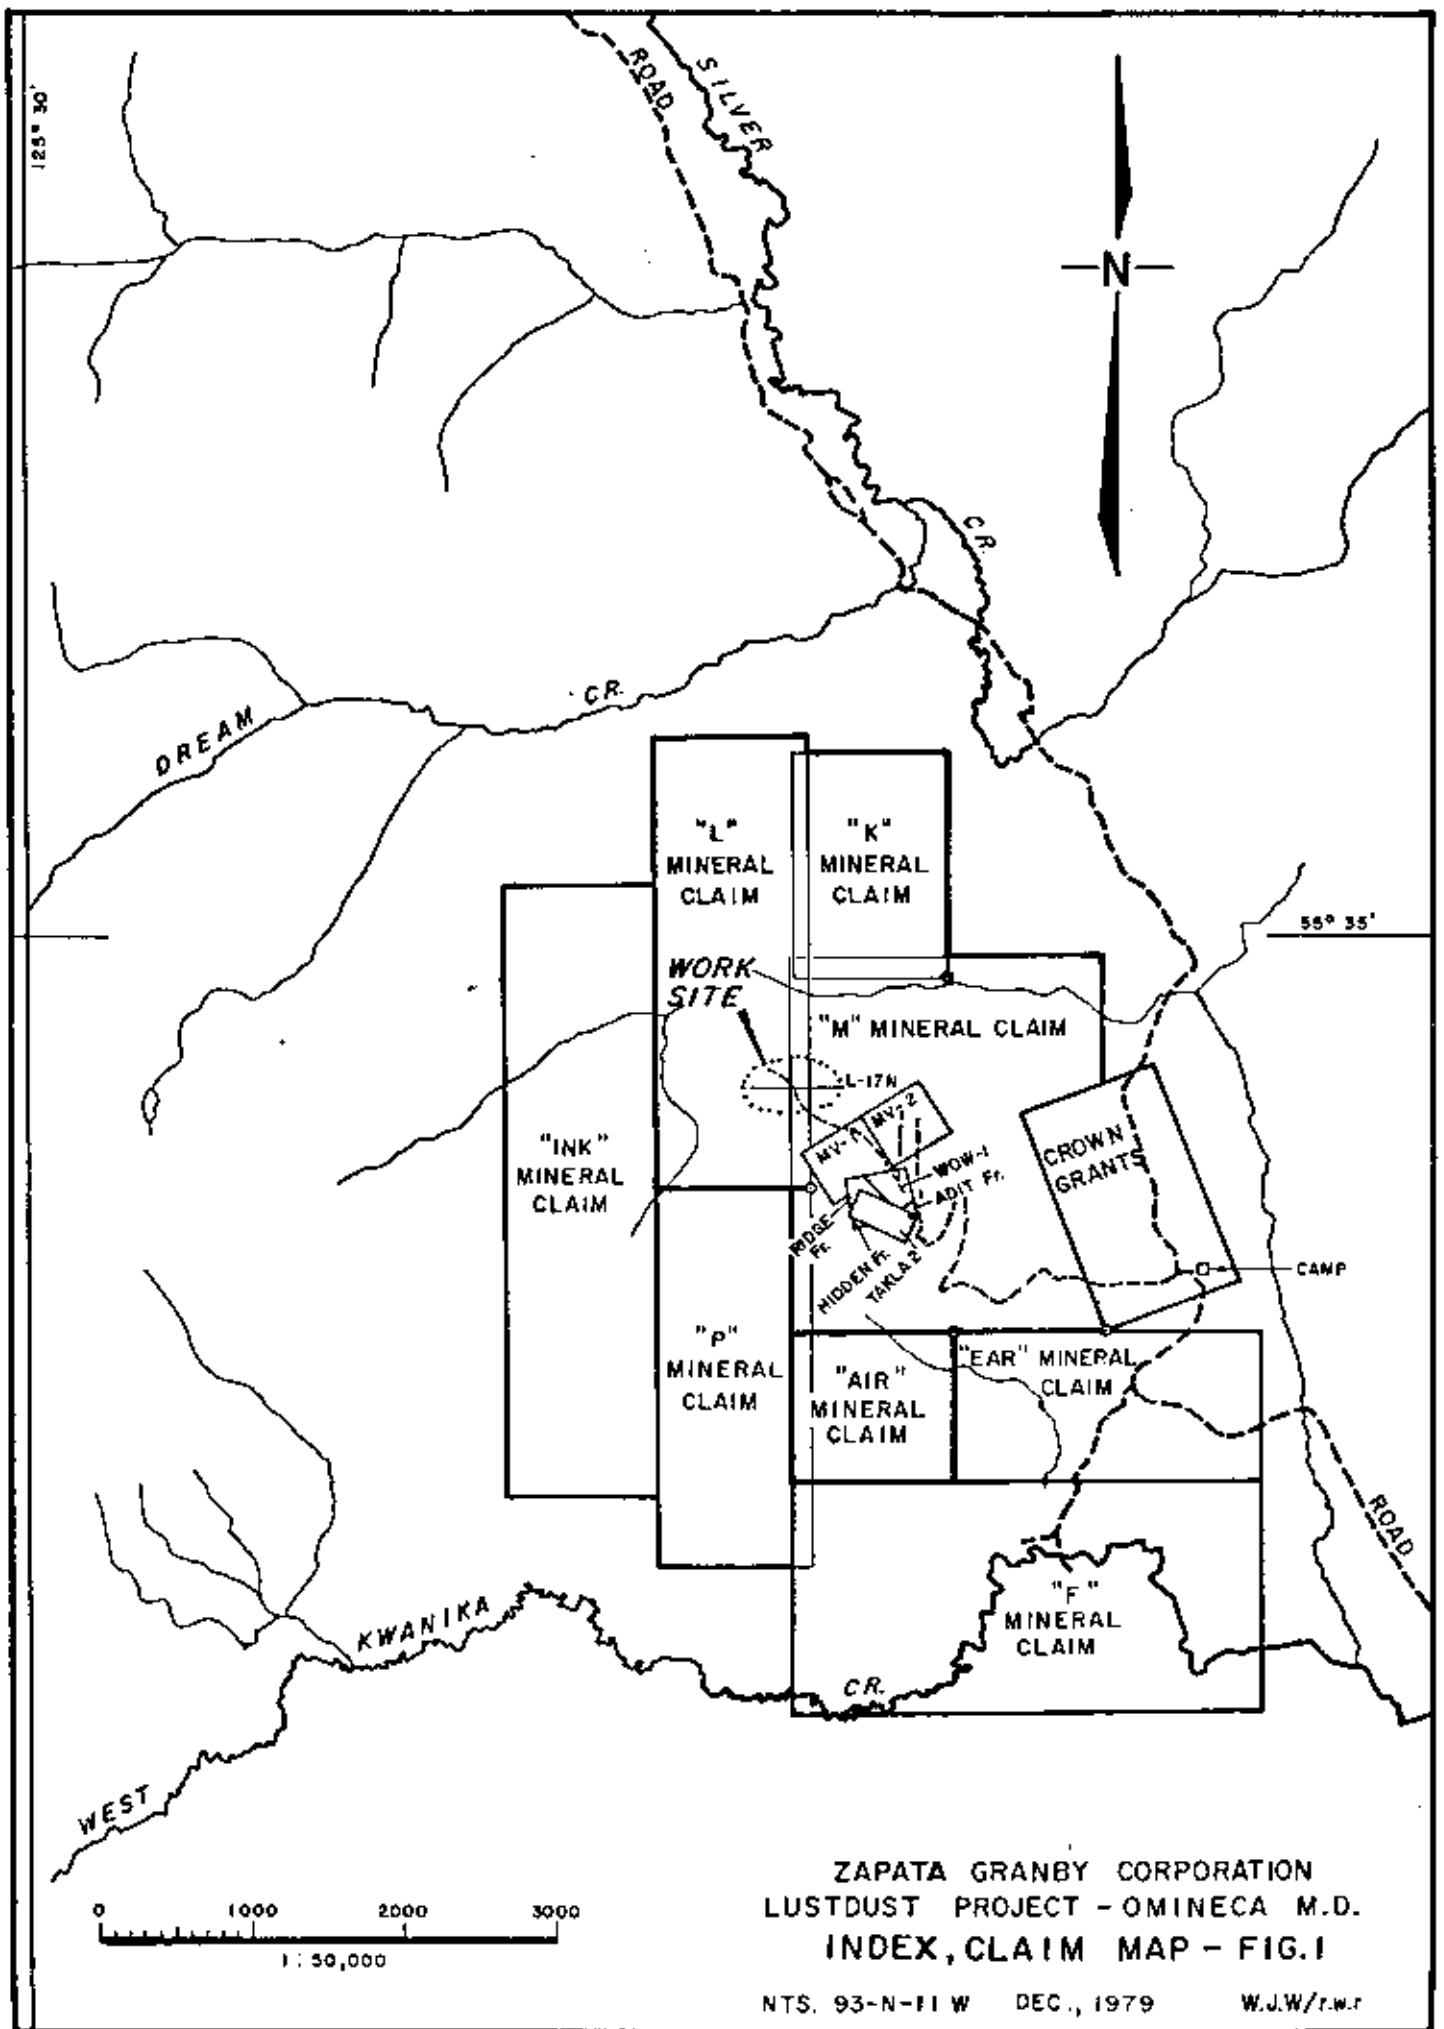 125° 30'
ROAD
SILVER
N
CR.
CR.
DREAM
"L"
MINERAL
CLAIM
"K"
MINERAL
CLAIM
55° 35'
WORK
SITE
"M" MINERAL CLAIM
L-17N
MV-2
MV-1
"INK"
MINERAL
CLAIM
CROWN
GRANTS
WOW-1
ADIT Fr.
RIDGE
Fr.
HIDDEN Fr.
TAKLA 2
CAMP
"P"
MINERAL
CLAIM
"AIR"
MINERAL
CLAIM
"EAR" MINERAL
CLAIM
ROAD
"F"
MINERAL
CLAIM
KWANIKA
CR.
WEST
0 1000 2000 3000
1:50,000
ZAPATA GRANBY CORPORATION
LUSTDUST PROJECT - OMINECA M.D.
INDEX, CLAIM MAP - FIG. 1
NTS. 93-N-11 W DEC., 1979 W.J.W/r.w.r